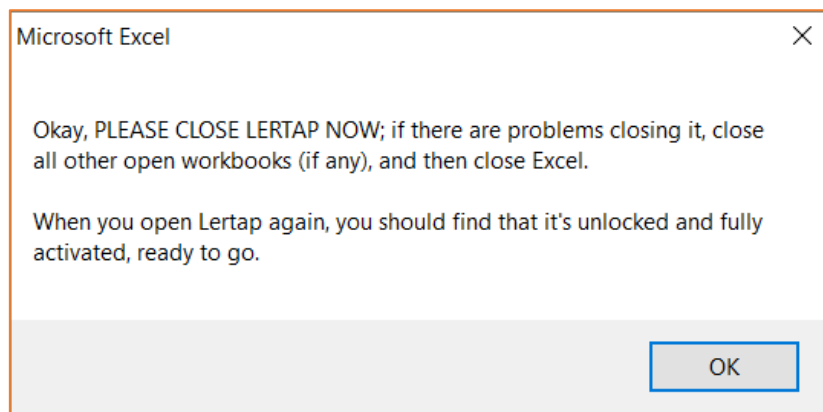 Microsoft Excel
Okay, PLEASE CLOSE LERTAP NOW; if there are problems closing it, close
all other open workbooks (if any), and then close Excel.
When you open Lertap again, you should find that it's unlocked and fully
activated, ready to go.
OK